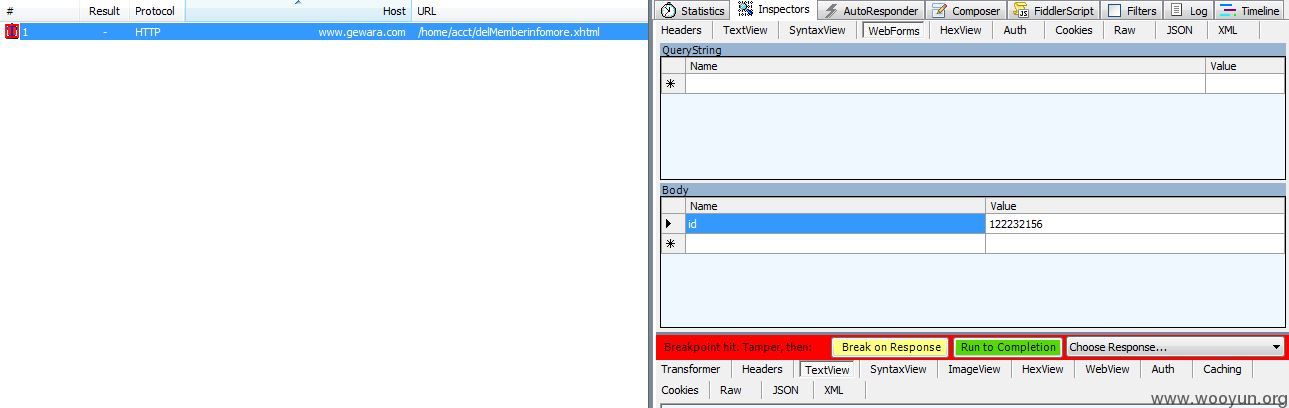 # Result Protocol Host URL
1 - HTTP www.gewara.com /home/acct/delMemberinfomore.xhtml
Statistics Inspectors AutoResponder Composer FiddlerScript Filters Log Timeline
Headers TextView SyntaxView WebForms HexView Auth Cookies Raw JSON XML
QueryString
Name Value
Body
Name Value
id 122232156
Breakpoint hit. Tamper, then: Break on Response Run to Completion Choose Response...
Transformer Headers TextView SyntaxView ImageView HexView WebView Auth Caching
Cookies Raw JSON XML
www.wooyun.org